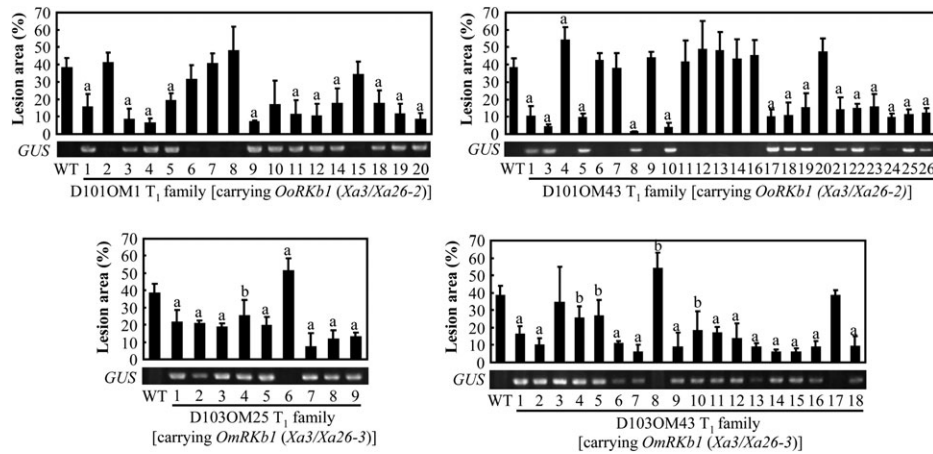 Lesion area (%)
70
60
50
40
30
20
10
0
a a a a a a a a a a a
GUS
WT 1 2 3 4 5 6 7 8 9 10 11 12 14 15 18 19 20
D101OM1 T1 family [carrying OoRKb1 (Xa3/Xa26-2)]
Lesion area (%)
70
60
50
40
30
20
10
0
a a a a a a a a a a a a a a a
GUS
WT 1 3 4 5 6 7 8 9 10 11 12 13 14 16 17 18 19 20 21 22 23 24 25 26
D101OM43 T1 family [carrying OoRKb1 (Xa3/Xa26-2)]
Lesion area (%)
70
60
50
40
30
20
10
0
a a a b a a a a a
GUS
WT 1 2 3 4 5 6 7 8 9
D103OM25 T1 family
[carrying OmRKb1 (Xa3/Xa26-3)]
Lesion area (%)
70
60
50
40
30
20
10
0
a a b b a a b a b a a a a a a a
GUS
WT 1 2 3 4 5 6 7 8 9 10 11 12 13 14 15 16 17 18
D103OM43 T1 family
[carrying OmRKb1 (Xa3/Xa26-3)]